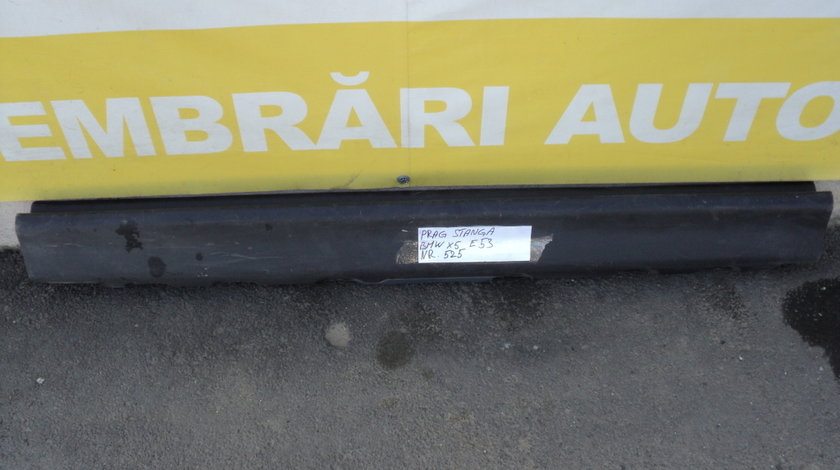 EMBRĂRI AUTO
PRAG STANGA
BMW X5 E53
NR. 525